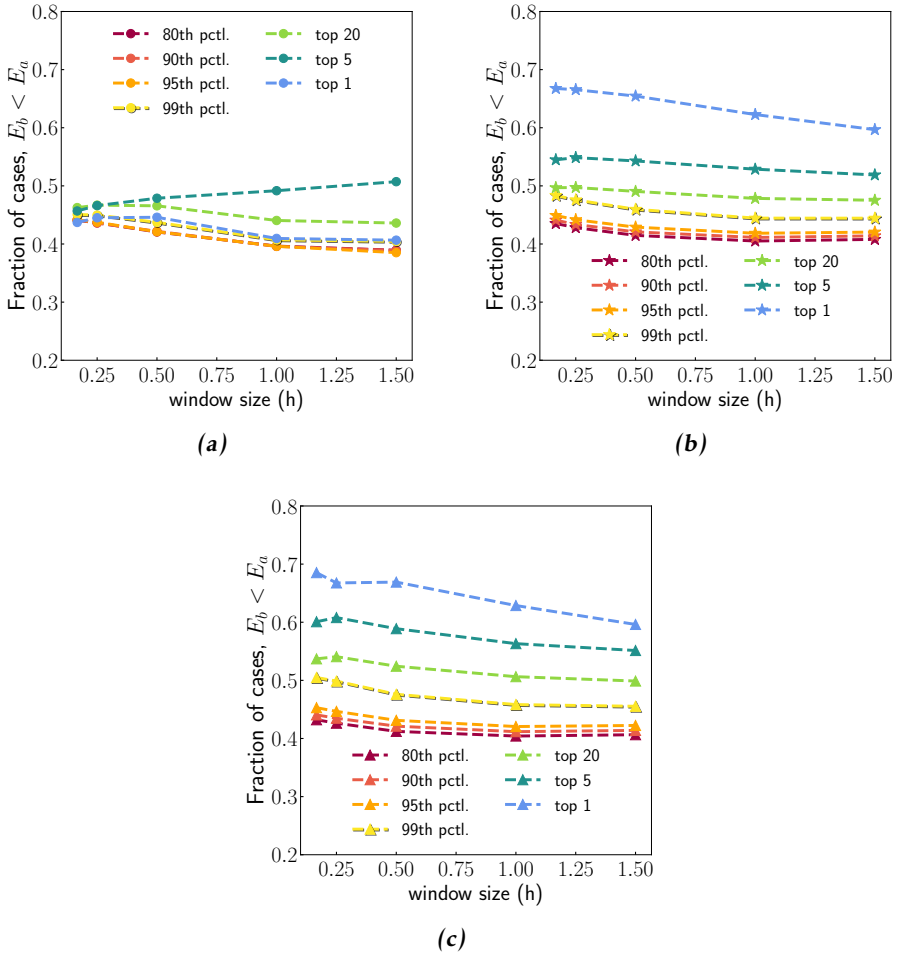 0.8
0.7
0.6
0.5
0.4
0.3
0.2
Fraction of cases, E_b < E_a
80th pctl.
90th pctl.
95th pctl.
99th pctl.
top 20
top 5
top 1
0.25 0.50 0.75 1.00 1.25 1.50
window size (h)
(a)
0.8
0.7
0.6
0.5
0.4
0.3
0.2
Fraction of cases, E_b < E_a
80th pctl.
90th pctl.
95th pctl.
99th pctl.
top 20
top 5
top 1
0.25 0.50 0.75 1.00 1.25 1.50
window size (h)
(b)
0.8
0.7
0.6
0.5
0.4
0.3
0.2
Fraction of cases, E_b < E_a
80th pctl.
90th pctl.
95th pctl.
99th pctl.
top 20
top 5
top 1
0.25 0.50 0.75 1.00 1.25 1.50
window size (h)
(c)